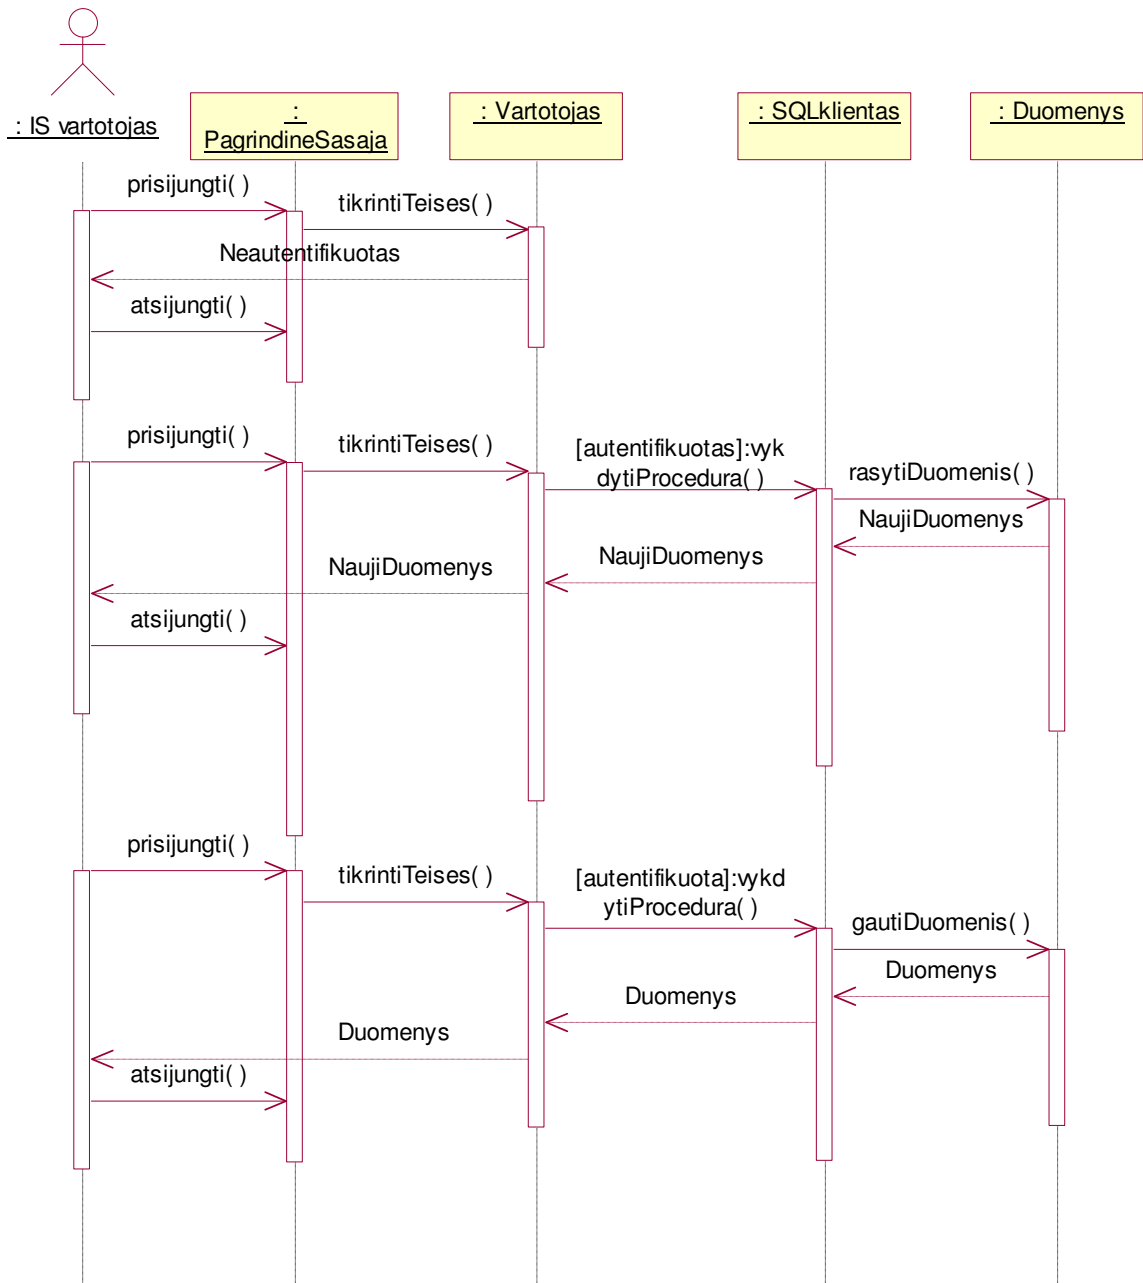 : IS vartotojas
:
PagrindineSasaja
: Vartotojas
: SQLklientas
: Duomenys
prisijungti( )
tikrintiTeises( )
Neautentifikuotas
atsijungti( )
prisijungti( )
tikrintiTeises( )
[autentifikuotas]:vyk
dytiProcedura( )
rasytiDuomenis( )
NaujiDuomenys
NaujiDuomenys
NaujiDuomenys
atsijungti( )
prisijungti( )
tikrintiTeises( )
[autentifikuota]:vykd
ytiProcedura( )
gautiDuomenis( )
Duomenys
Duomenys
Duomenys
atsijungti( )